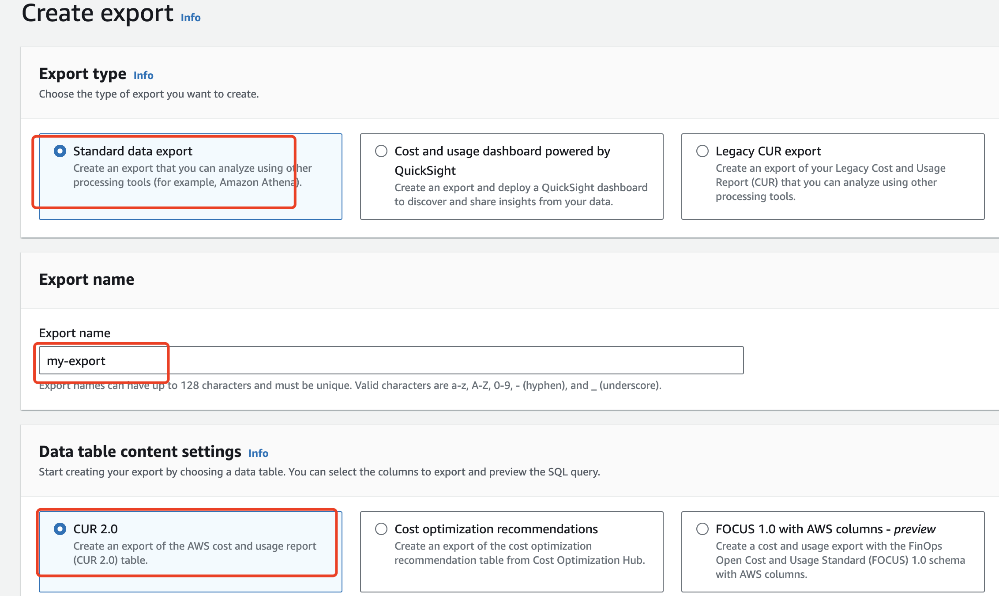 Create export Info
Export type Info
Choose the type of export you want to create.
Standard data export
Create an export that you can analyze using other
processing tools (for example, Amazon Athena).
Cost and usage dashboard powered by
QuickSight
Create an export and deploy a QuickSight dashboard
to discover and share insights from your data.
Legacy CUR export
Create an export of your Legacy Cost and Usage
Report (CUR) that you can analyze using other
processing tools.
Export name
Export name
my-export
Export names can have up to 128 characters and must be unique. Valid characters are a-z, A-Z, 0-9, - (hyphen), and _ (underscore).
Data table content settings Info
Start creating your export by choosing a data table. You can select the columns to export and preview the SQL query.
CUR 2.0
Create an export of the AWS cost and usage report
(CUR 2.0) table.
Cost optimization recommendations
Create an export of the cost optimization
recommendation table from Cost Optimization Hub.
FOCUS 1.0 with AWS columns - preview
Create a cost and usage export with the FinOps
Open Cost and Usage Standard (FOCUS) 1.0 schema
with AWS columns.